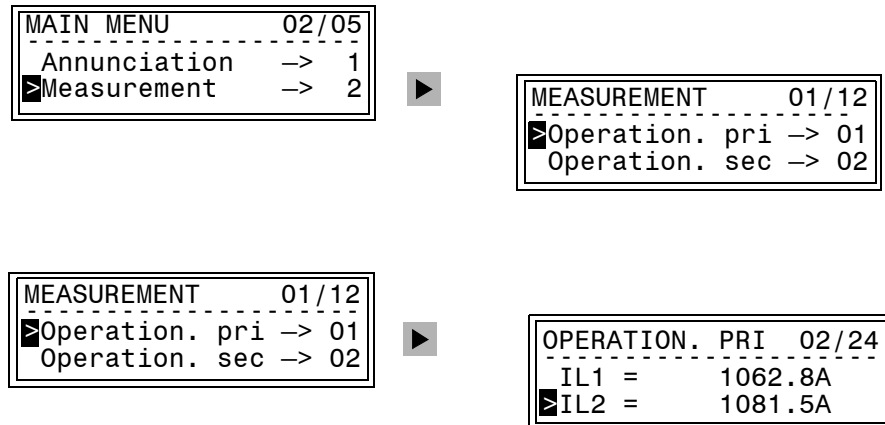 MAIN MENU 02/05
Annunciation —> 1
>Measurement —> 2
MEASUREMENT 01/12
>Operation. pri —> 01
Operation. sec —> 02
MEASUREMENT 01/12
>Operation. pri —> 01
Operation. sec —> 02
OPERATION. PRI 02/24
IL1 = 1062.8A
>IL2 = 1081.5A